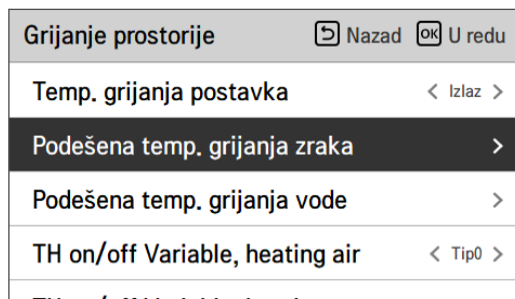 Grijanje prostorije Nazad OK U redu
Temp. grijanja postavka < Izlaz >
Podešena temp. grijanja zraka >
Podešena temp. grijanja vode >
TH on/off Variable, heating air < Tip0 >